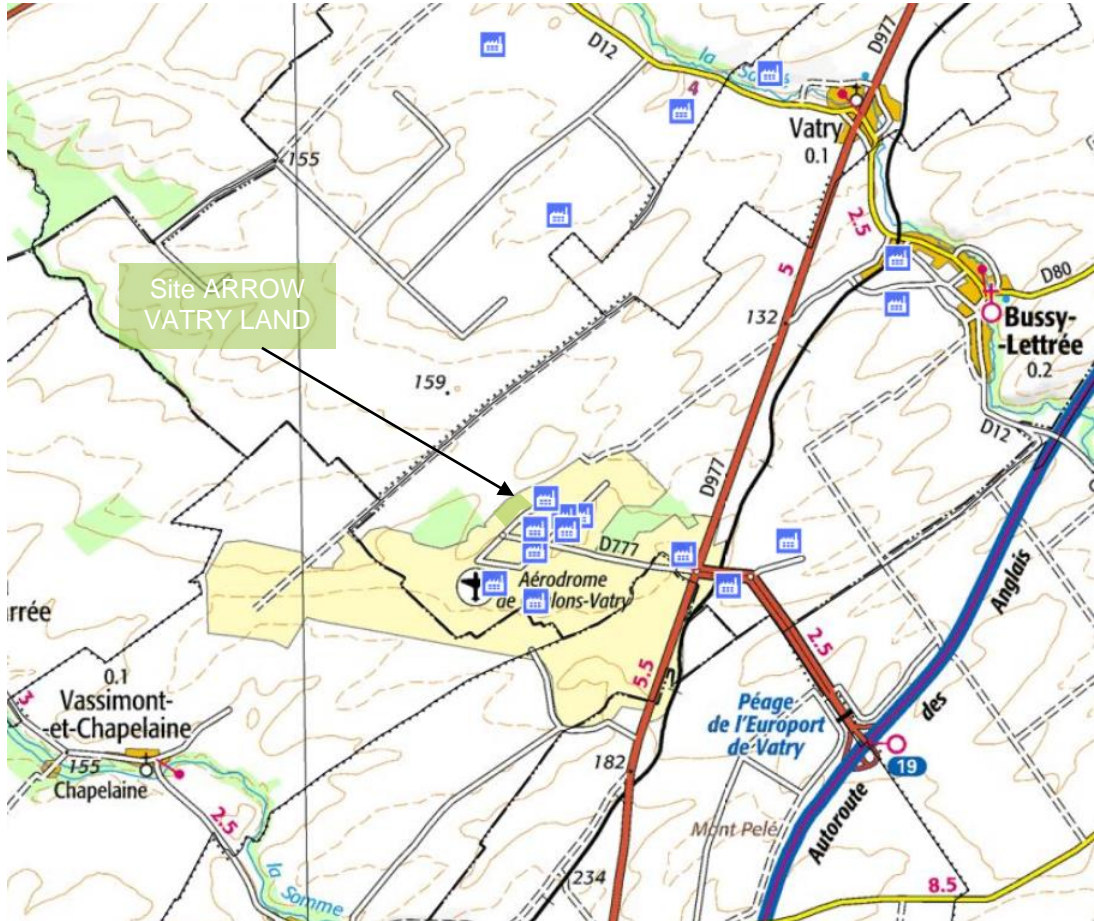 D12
la So
4
D977
Vatry
0.1
155
2.5
5
Site ARROW
VATRY LAND
D80
132
Bussy-
-Lettrée
0.2
159
D12
D977
D777
Aérodrome
de lons-Vatry
Anglais
rrée
2.5
0.1
Vassimont-
-et-Chapelaine
3
5.5
Péage
de l'Europort
de Vatry
des
155
Chapelaine
182
19
2.5
Mont Pelé
Autoroute
la Somme
234
8.5